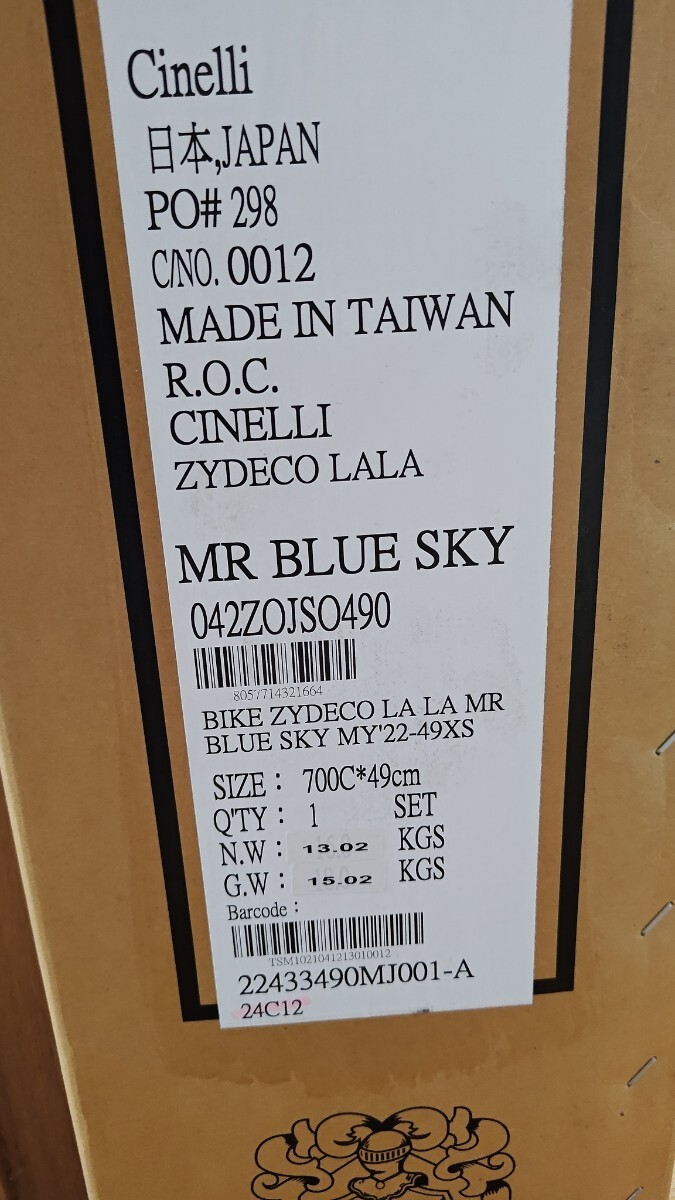 Cinelli
日本,JAPAN
PO# 298
C/NO. 0012
MADE IN TAIWAN
R.O.C.
CINELLI
ZYDECO LALA
MR BLUE SKY
042ZOJSO490
8057714321664
BIKE ZYDECO LA LA MR
BLUE SKY MY'22-49XS
SIZE： 700C*49cm
Q'TY： 1 SET
N.W： 13.02 KGS
G.W： 15.02 KGS
Barcode：
TSM1021041213010012
22433490MJ001-A
24C12